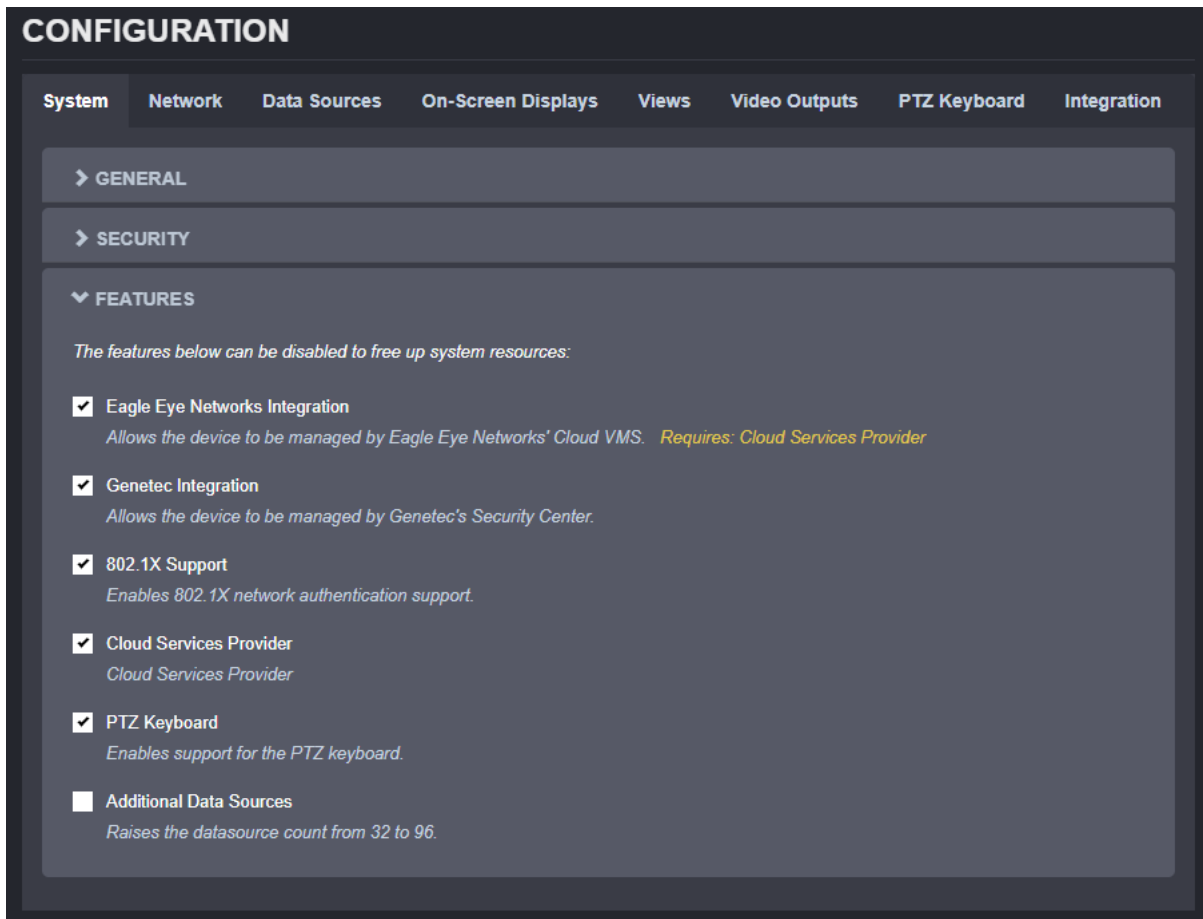 CONFIGURATION
System Network Data Sources On-Screen Displays Views Video Outputs PTZ Keyboard Integration
GENERAL
SECURITY
FEATURES
The features below can be disabled to free up system resources:
Eagle Eye Networks Integration
Allows the device to be managed by Eagle Eye Networks' Cloud VMS. Requires: Cloud Services Provider
Genetec Integration
Allows the device to be managed by Genetec's Security Center.
802.1X Support
Enables 802.1X network authentication support.
Cloud Services Provider
Cloud Services Provider
PTZ Keyboard
Enables support for the PTZ keyboard.
Additional Data Sources
Raises the datasource count from 32 to 96.